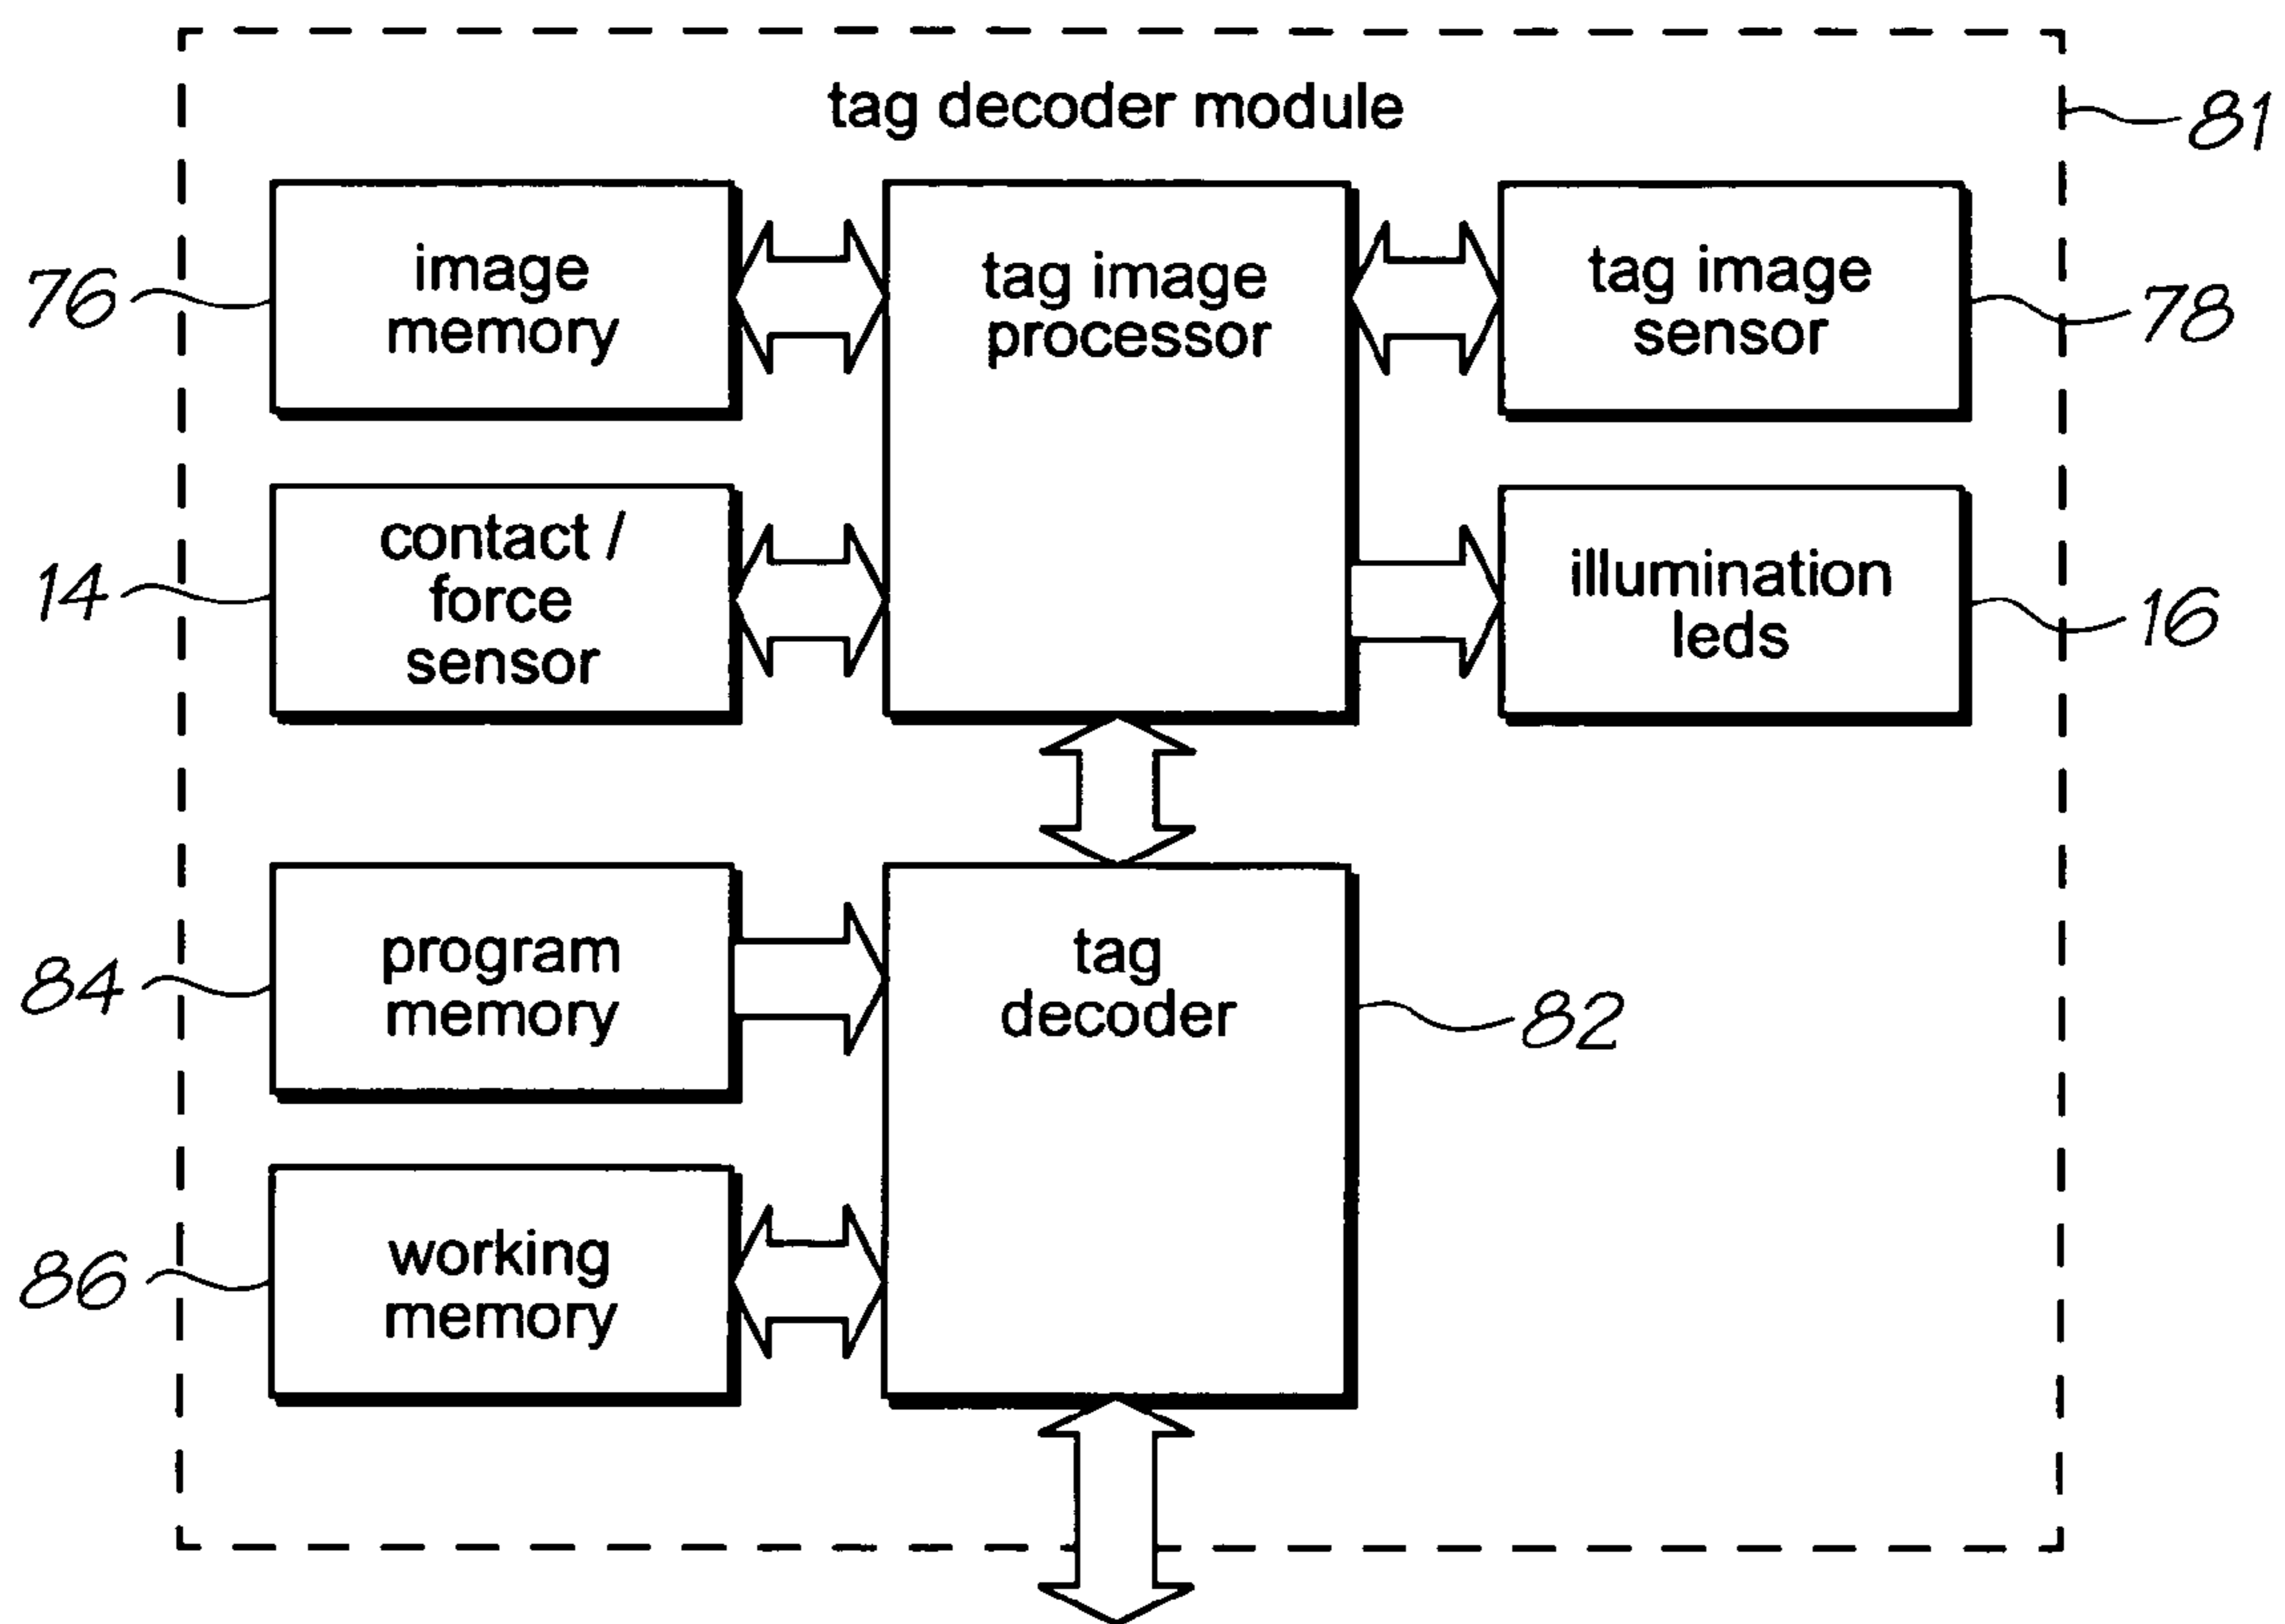 tag decoder module
81
76
image
memory
tag image
processor
tag image
sensor
78
14
contact /
force
sensor
illumination
leds
16
84
program
memory
tag
decoder
82
86
working
memory